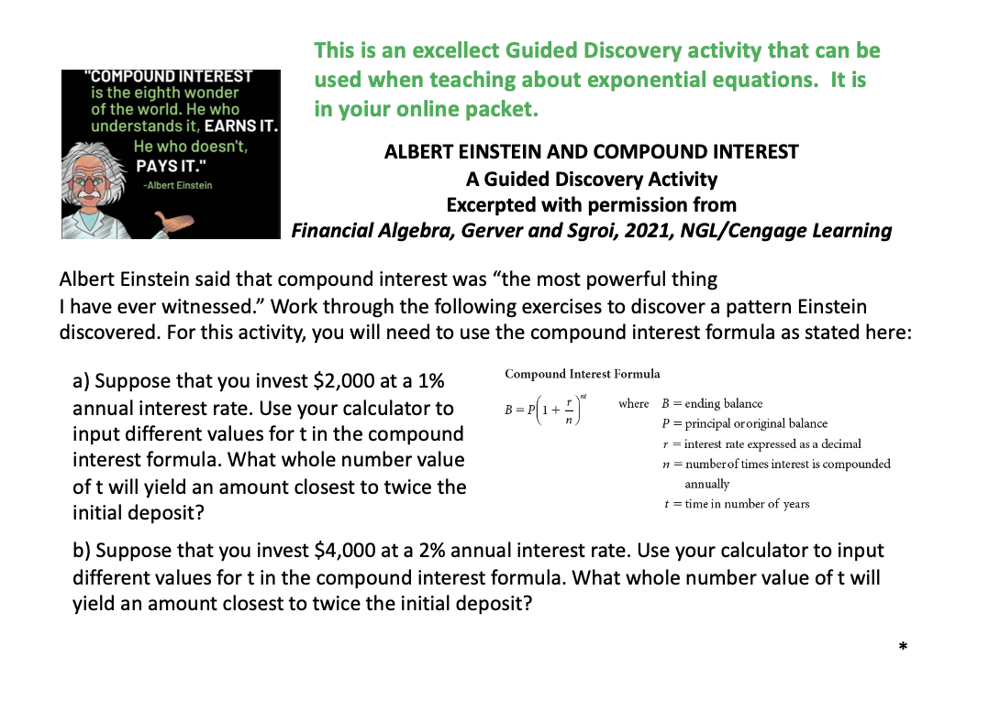 This is an excellect Guided Discovery activity that can be
used when teaching about exponential equations.  It is
in yoiur online packet.
"COMPOUND INTEREST
is the eighth wonder
of the world. He who
understands it, EARNS IT.
He who doesn't,
PAYS IT."
-Albert Einstein
ALBERT EINSTEIN AND COMPOUND INTEREST
A Guided Discovery Activity
Excerpted with permission from
Financial Algebra, Gerver and Sgroi, 2021, NGL/Cengage Learning
Albert Einstein said that compound interest was “the most powerful thing
I have ever witnessed.” Work through the following exercises to discover a pattern Einstein
discovered. For this activity, you will need to use the compound interest formula as stated here:
a) Suppose that you invest $2,000 at a 1%
annual interest rate. Use your calculator to
input different values for t in the compound
interest formula. What whole number value
of t will yield an amount closest to twice the
initial deposit?
Compound Interest Formula
B = P(1 + r/n)^nt where B = ending balance
P = principal or original balance
r = interest rate expressed as a decimal
n = number of times interest is compounded
annually
t = time in number of years
b) Suppose that you invest $4,000 at a 2% annual interest rate. Use your calculator to input
different values for t in the compound interest formula. What whole number value of t will
yield an amount closest to twice the initial deposit?
*